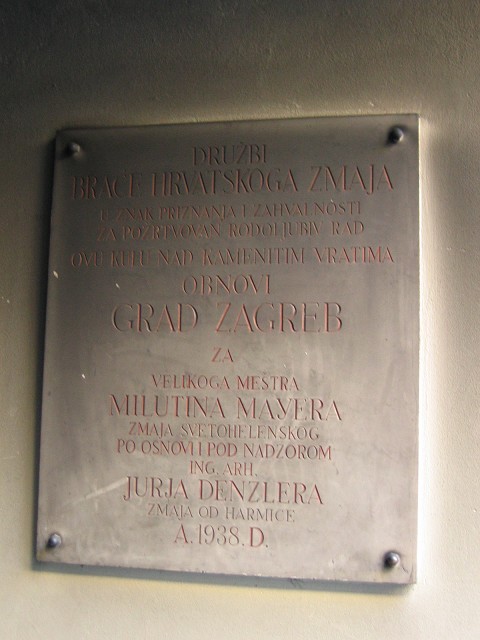 DRUŽBI
BRAĆE HRVATSKOGA ZMAJA
U ZNAK PRIZNANJA I ZAHVALNOSTI
ZA POŽRTVOVAN RODOLJUBIV RAD
OVU KULU NAD KAMENITIM VRATIMA
OBNOVI
GRAD ZAGREB
ZA
VELIKOGA MEŠTRA
MILUTINA MAYERA
ZMAJA SVETOHELENSKOG
PO OSNOVI I POD NADZOROM
ING. ARH.
JURJA DENZLERA
ZMAJA OD HARMICE
A. 1938. D.